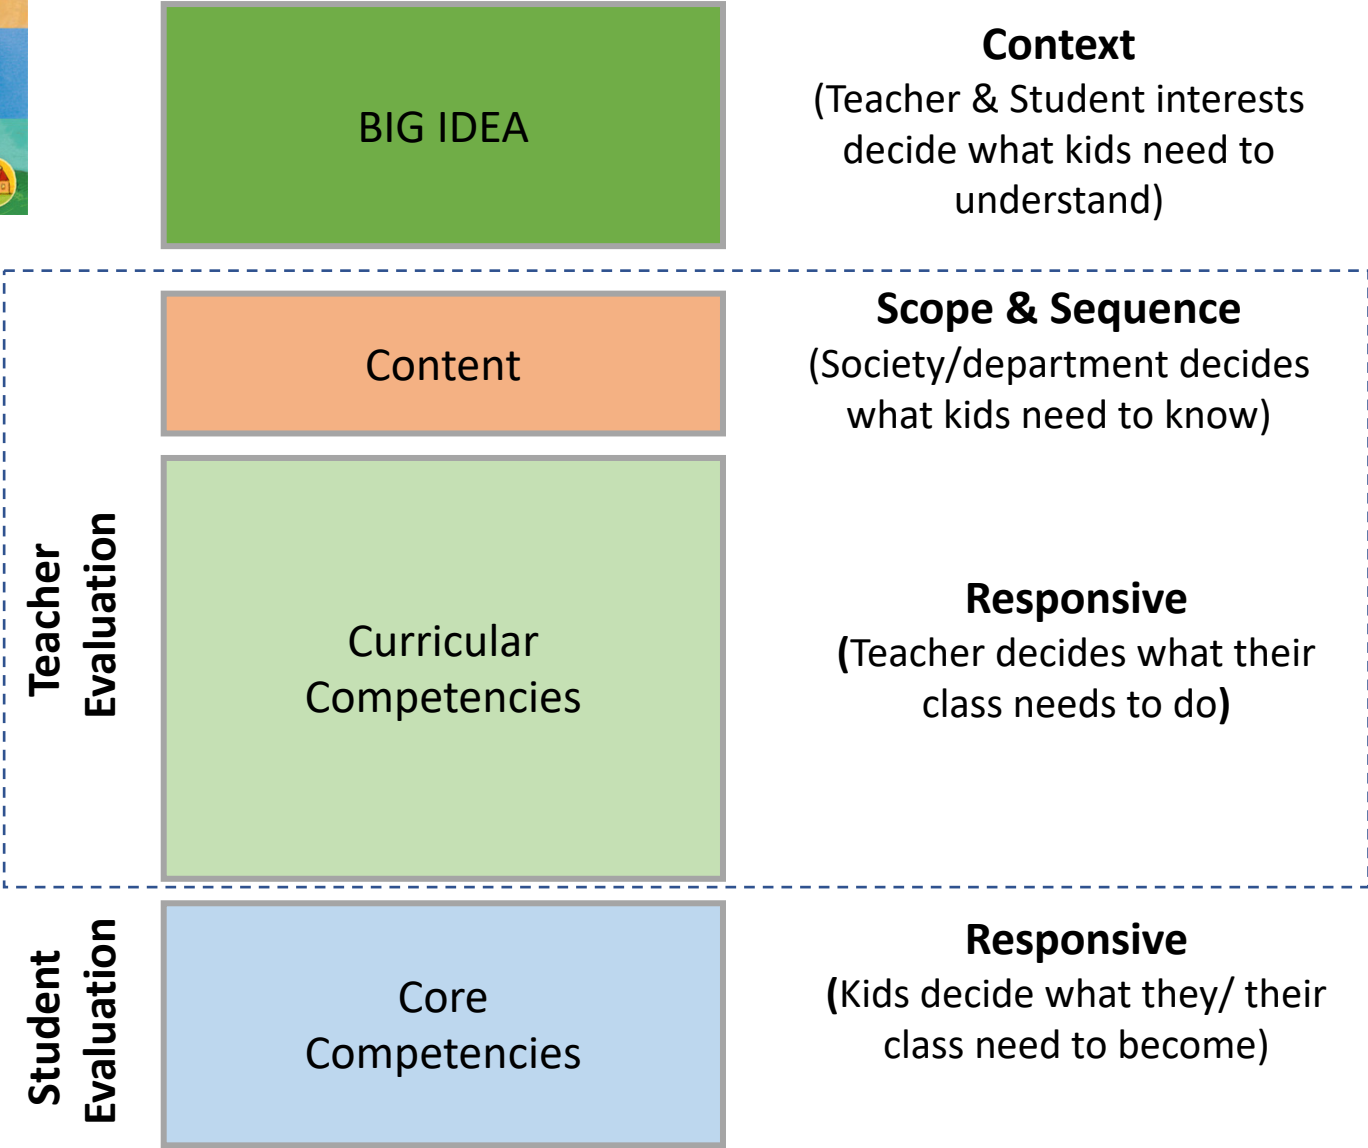 BIG IDEA
Context
(Teacher & Student interests
decide what kids need to
understand)
Content
Scope & Sequence
(Society/department decides
what kids need to know)
Teacher
Evaluation
Curricular
Competencies
Responsive
(Teacher decides what their
class needs to do)
Student
Evaluation
Core
Competencies
Responsive
(Kids decide what they/ their
class need to become)